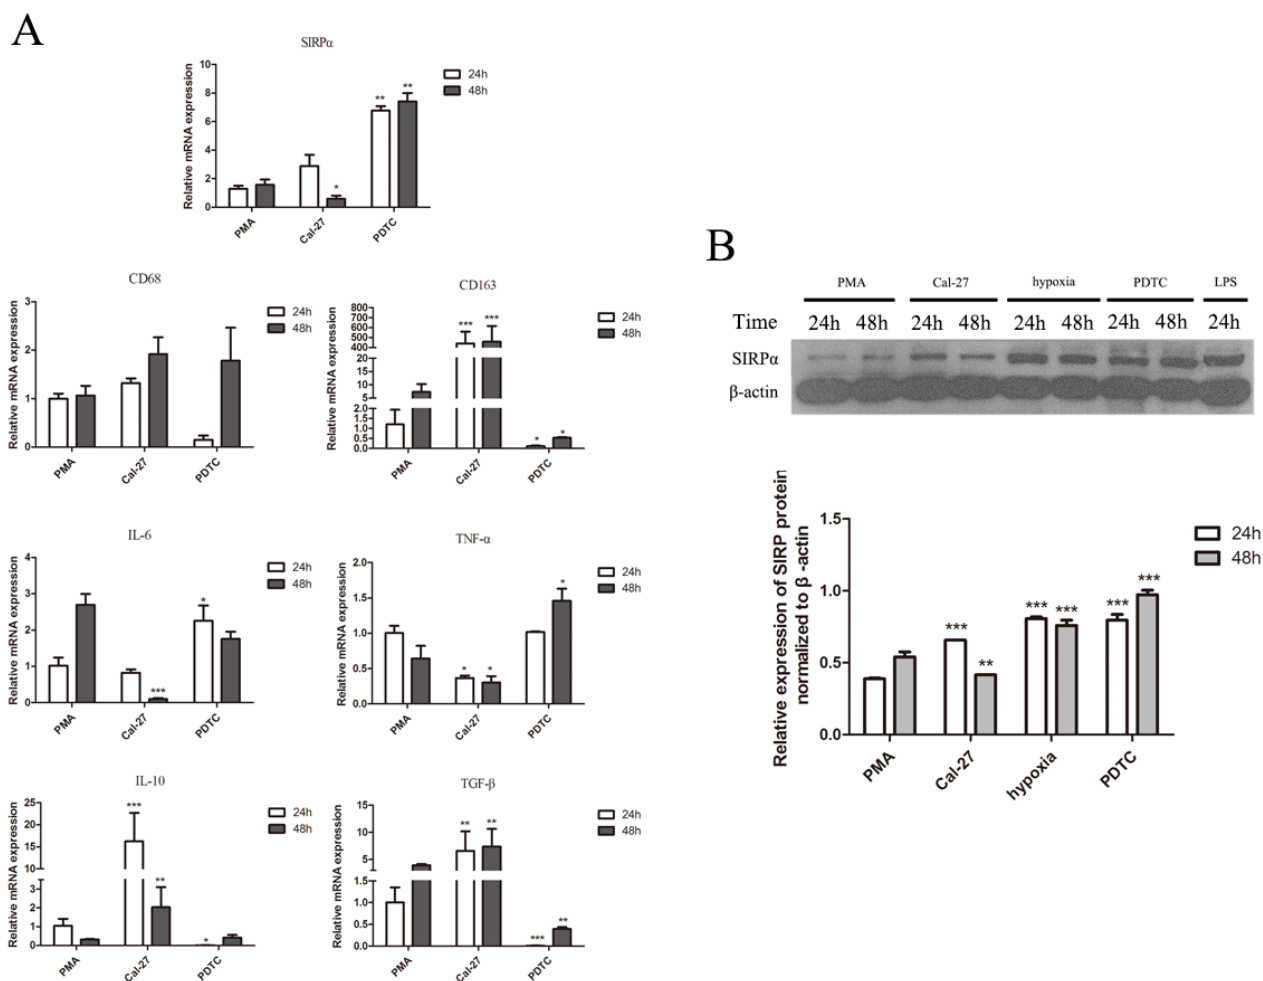 A
SIRPα
Relative mRNA expression
10
8
6
4
2
0
** **
*
24h
48h
PMA Cal-27 PDTC
CD68
Relative mRNA expression
3
2
1
0
24h
48h
PMA Cal-27 PDTC
CD163
Relative mRNA expression
800
700
600
500
400
20
15
10
5
2.0
1.5
1.0
0.5
0.0
*** ***
* *
24h
48h
PMA Cal-27 PDTC
IL-6
Relative mRNA expression
4
3
2
1
0
*
***
24h
48h
PMA Cal-27 PDTC
TNF-α
Relative mRNA expression
2.0
1.5
1.0
0.5
0.0
*
* *
24h
48h
PMA Cal-27 PDTC
IL-10
Relative mRNA expression
25
20
15
10
3
2
1
0
***
**
*
24h
48h
PMA Cal-27 PDTC
TGF-β
Relative mRNA expression
15
10
5
1.5
1.0
0.5
0.0
** **
*** **
24h
48h
PMA Cal-27 PDTC
B
PMA Cal-27 hypoxia PDTC LPS
Time 24h 48h 24h 48h 24h 48h 24h 48h 24h
SIRPα
β-actin
Relative expression of SIRP protein
normalized to β -actin
1.5
1.0
0.5
0.0
*** ** *** *** *** ***
24h
48h
PMA Cal-27 hypoxia PDTC